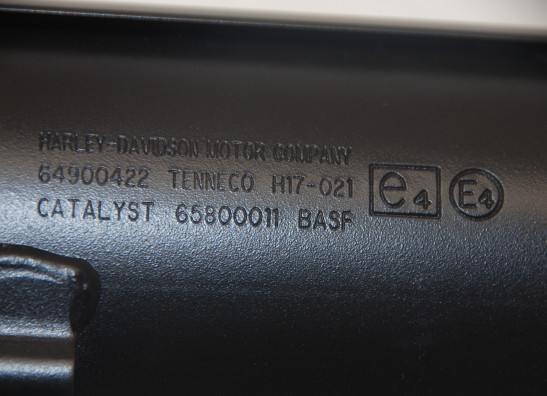 HARLEY-DAVIDSON MOTOR COMPANY
64900422 TENNECO H17-021 e4 E4
CATALYST 65800011 BASF